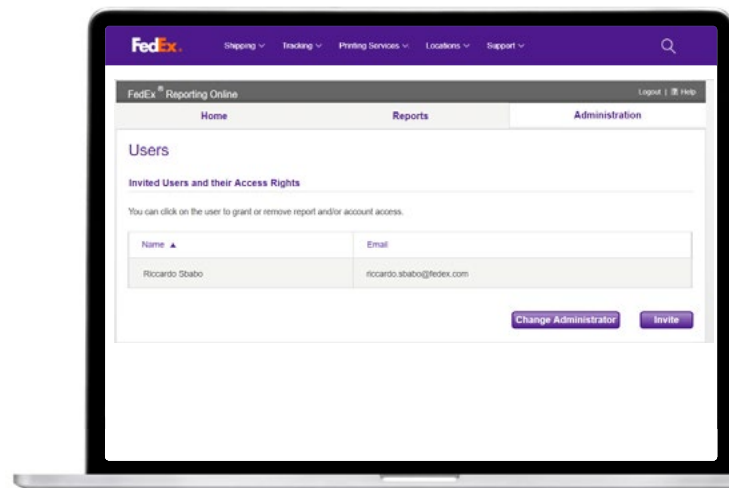 FedEx. Shipping Tracking Printing Services Locations Support
FedEx® Reporting Online Logout | Help
Home Reports Administration
Users
Invited Users and their Access Rights
You can click on the user to grant or remove report and/or account access.
Name ▲ Email
Riccardo Sbabo riccardo.sbabo@fedex.com
Change Administrator Invite